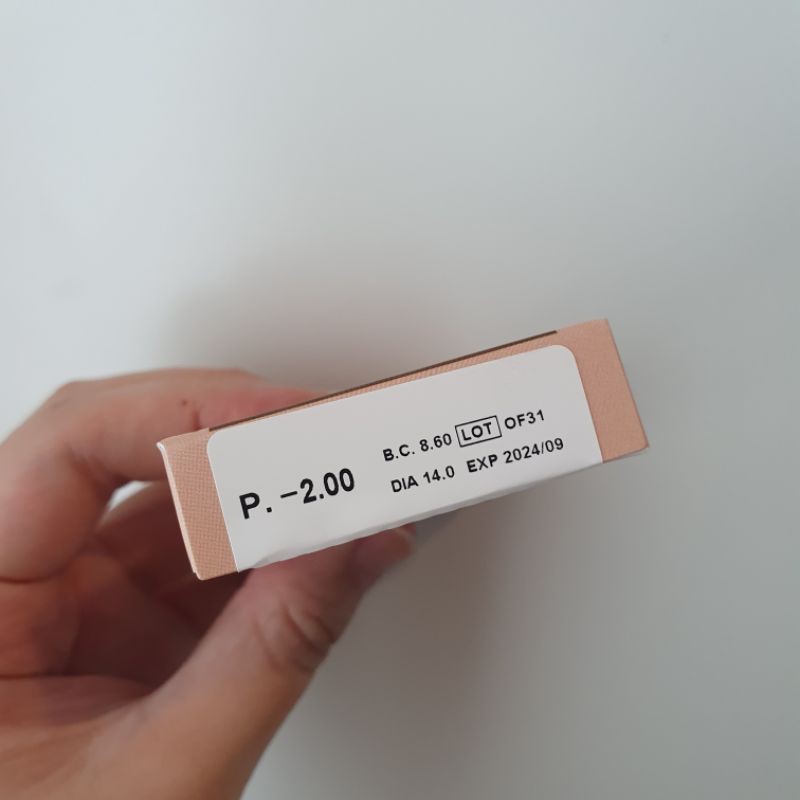 P. −2.00
B.C. 8.60 LOT OF31
DIA 14.0 EXP 2024/09